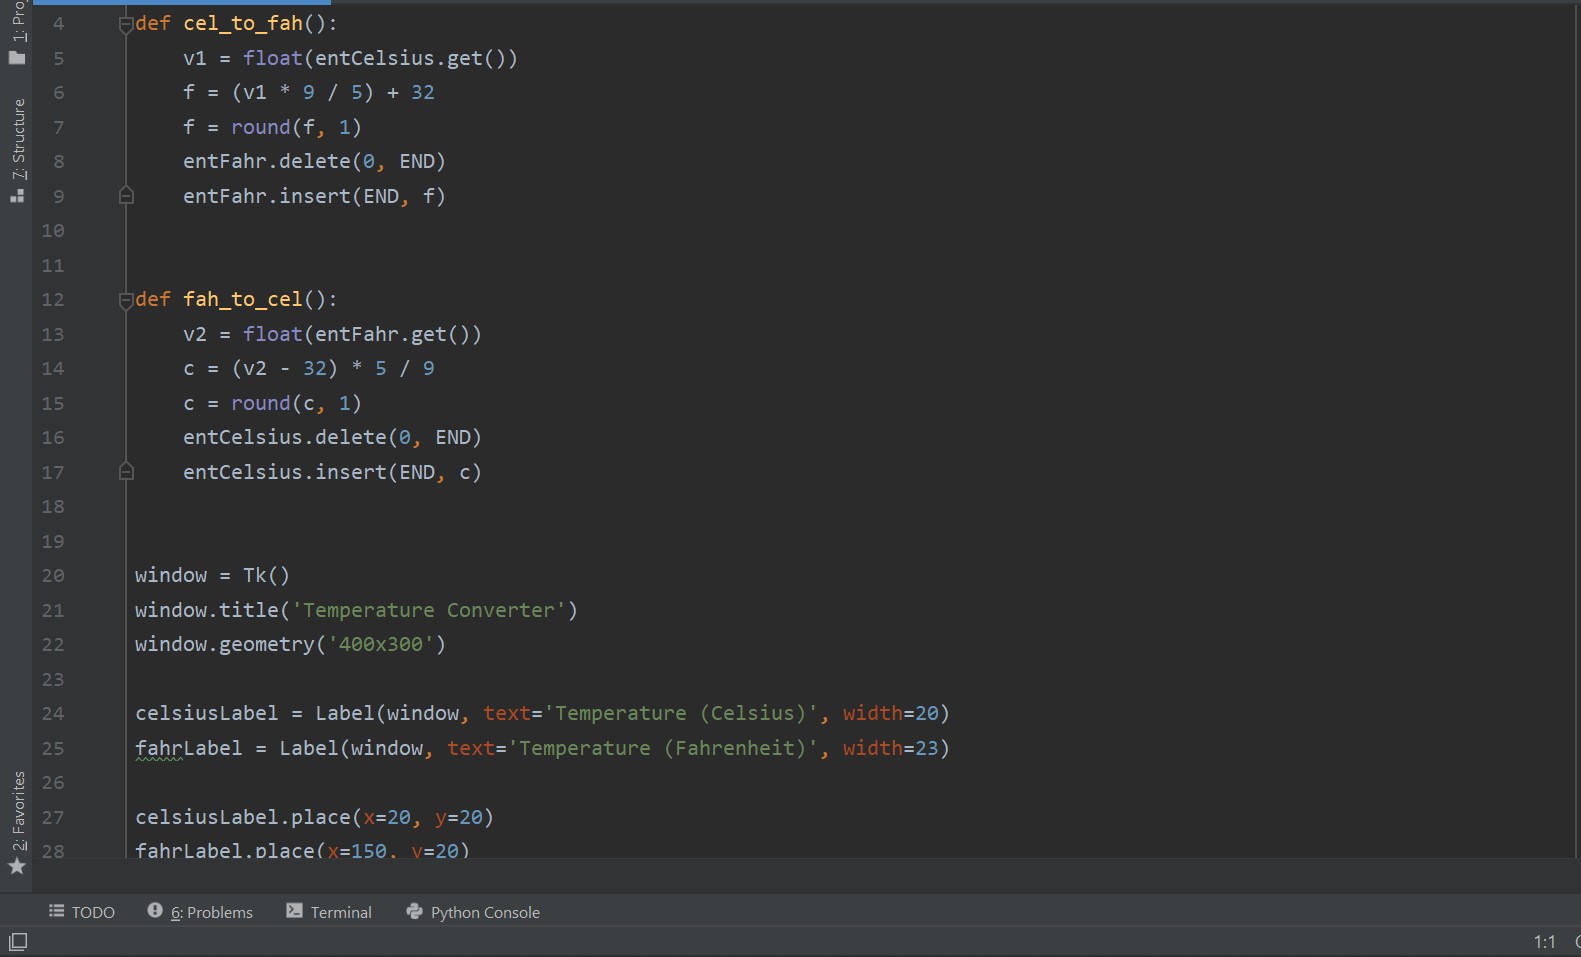 1: Pro
7: Structure
2: Favorites
4 def cel_to_fah():
5 v1 = float(entCelsius.get())
6 f = (v1 * 9 / 5) + 32
7 f = round(f, 1)
8 entFahr.delete(0, END)
9 entFahr.insert(END, f)
10
11
12 def fah_to_cel():
13 v2 = float(entFahr.get())
14 c = (v2 - 32) * 5 / 9
15 c = round(c, 1)
16 entCelsius.delete(0, END)
17 entCelsius.insert(END, c)
18
19
20 window = Tk()
21 window.title('Temperature Converter')
22 window.geometry('400x300')
23
24 celsiusLabel = Label(window, text='Temperature (Celsius)', width=20)
25 fahrLabel = Label(window, text='Temperature (Fahrenheit)', width=23)
26
27 celsiusLabel.place(x=20, y=20)
28 fahrLabel.place(x=150, y=20)
TODO 6: Problems Terminal Python Console
1:1